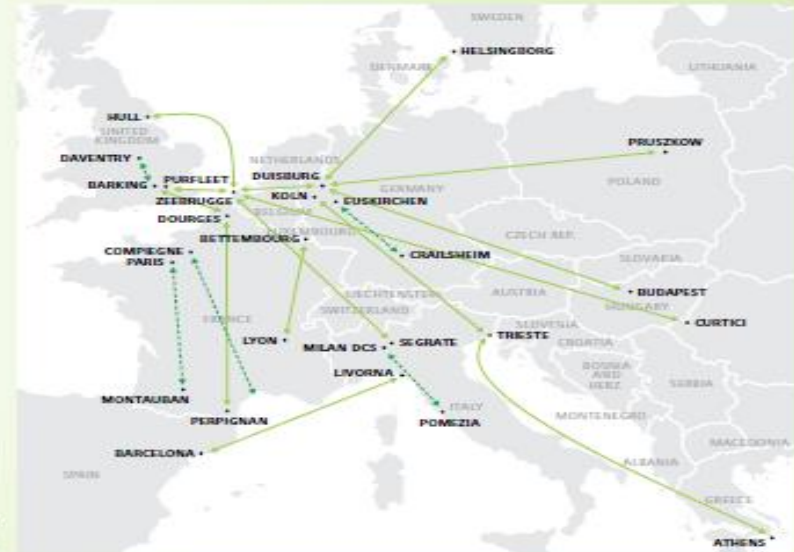 SWEDEN
HELSINGBORG
DENMARK
LITHUANIA
HULL
UNITED
KINGDOM
PRUSZKOW
DAVENTRY
NETHERLANDS
PURFLEET
DUISBURG
BARKING
GERMANY
POLAND
KOLN
EUSKIRCHEN
ZEEBRUGGE
BELGIUM
DOURGES
LUXEMBOURG
BETTEMBOURG
CZECH REP.
COMPIEGNE
CRAILSHEIM
PARIS
SLOVAKIA
LIECHTENSTEIN
AUSTRIA
BUDAPEST
SWITZERLAND
HUNGARY
FRANCE
CURTICI
SLOVENIA
TRIESTE
LYON
SEGRATE
MILAN DCS
CROATIA
LIVORNA
BOSNIA
AND
HERZ
SERBIA
MONTAUBAN
ITALY
MONTENEGRO
PERPIGNAN
POMEZIA
MACEDONIA
BARCELONA
ALBANIA
SPAIN
GREECE
ATHENS